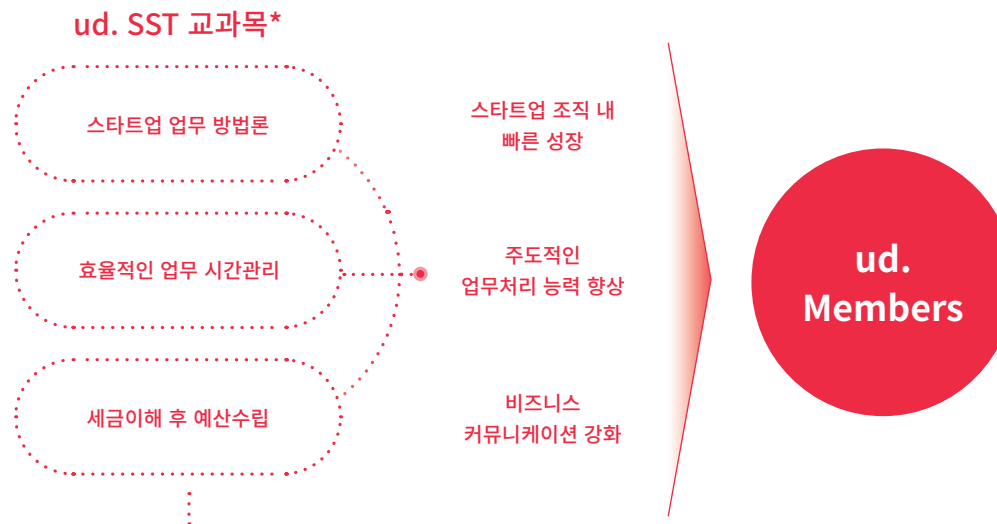 ud. SST 교과목*
스타트업 업무 방법론
효율적인 업무 시간관리
세금이해 후 예산수립
스타트업 조직 내
빠른 성장
주도적인
업무처리 능력 향상
비즈니스
커뮤니케이션 강화
ud.
Members